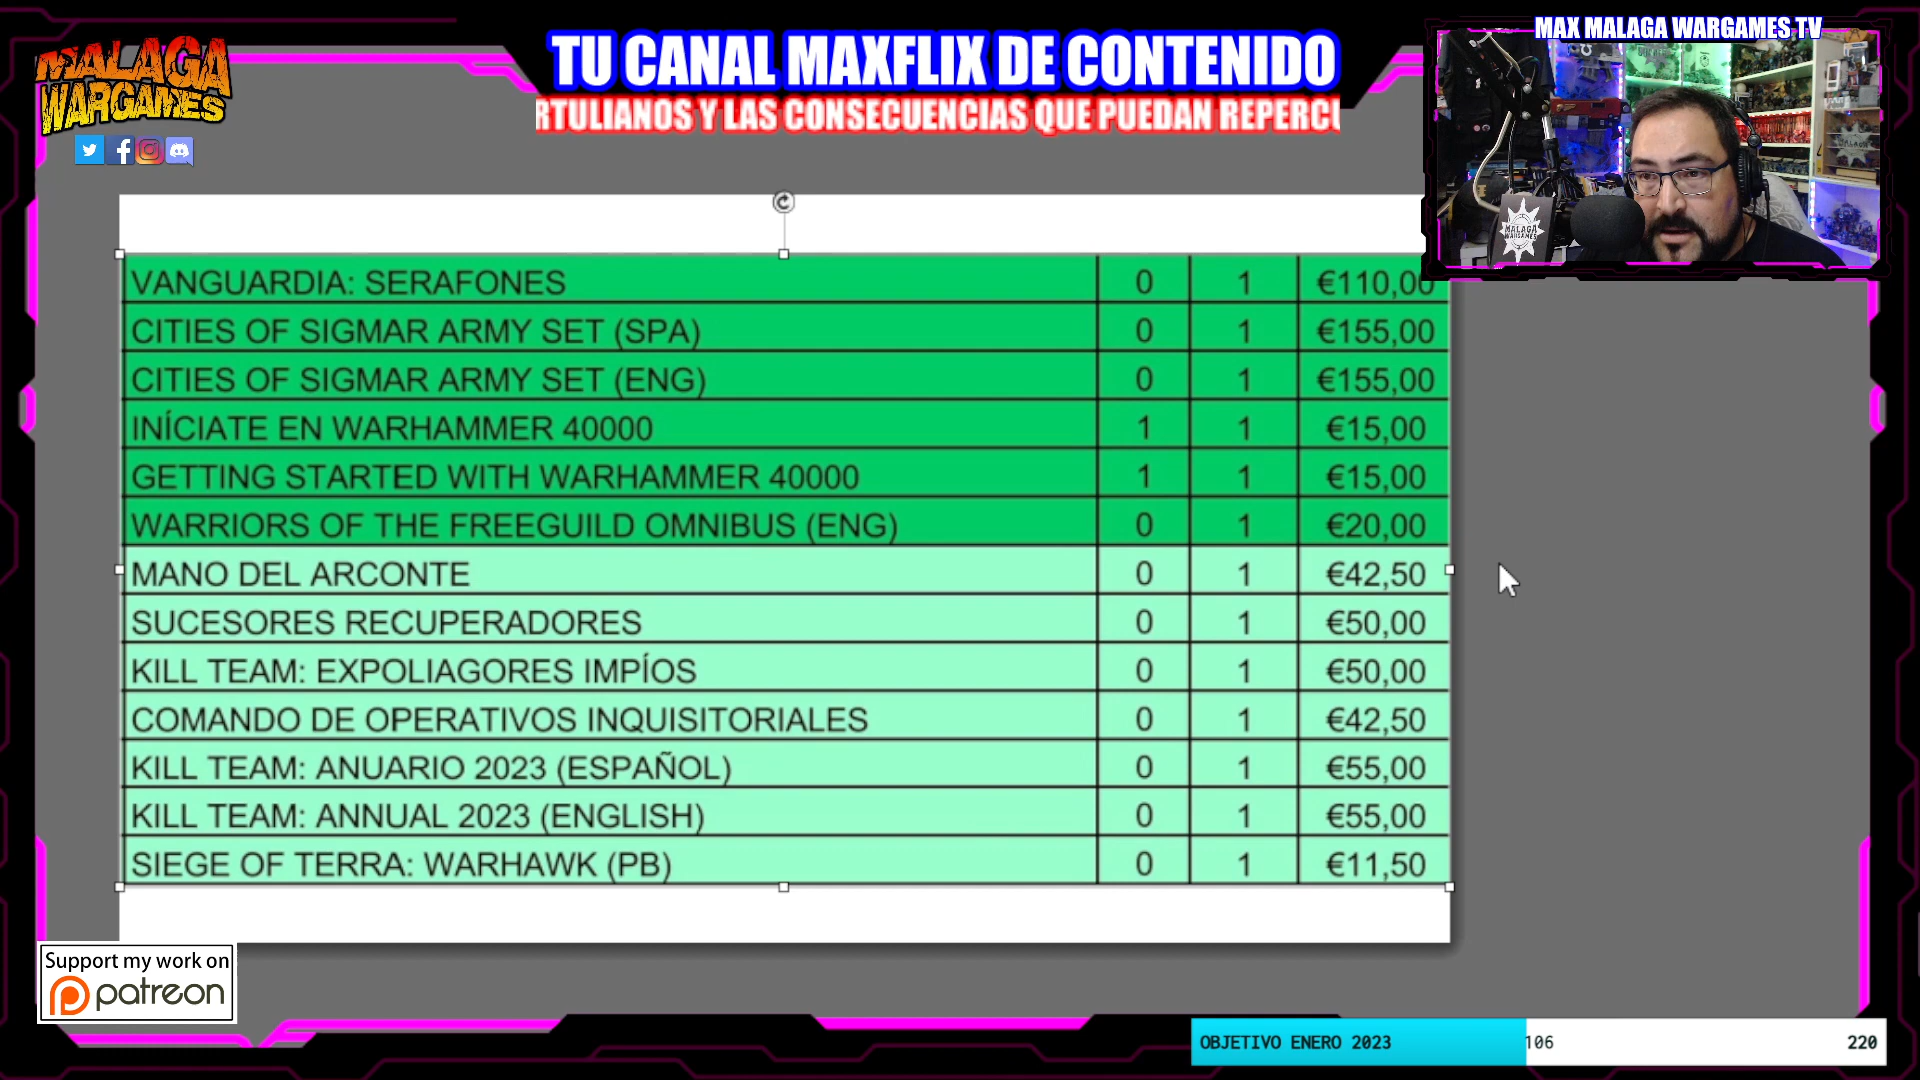 MALAGA
WARGAMES
TU CANAL MAXFLIX DE CONTENIDO
RTULIANOS Y LAS CONSECUENCIAS QUE PUEDAN REPERCU
MAX MALAGA WARGAMES TV
MALAGA
WARGAMES
VANGUARDIA: SERAFONES 0 1 €110,00
CITIES OF SIGMAR ARMY SET (SPA) 0 1 €155,00
CITIES OF SIGMAR ARMY SET (ENG) 0 1 €155,00
INÍCIATE EN WARHAMMER 40000 1 1 €15,00
GETTING STARTED WITH WARHAMMER 40000 1 1 €15,00
WARRIORS OF THE FREEGUILD OMNIBUS (ENG) 0 1 €20,00
MANO DEL ARCONTE 0 1 €42,50
SUCESORES RECUPERADORES 0 1 €50,00
KILL TEAM: EXPOLIAGORES IMPÍOS 0 1 €50,00
COMANDO DE OPERATIVOS INQUISITORIALES 0 1 €42,50
KILL TEAM: ANUARIO 2023 (ESPAÑOL) 0 1 €55,00
KILL TEAM: ANNUAL 2023 (ENGLISH) 0 1 €55,00
SIEGE OF TERRA: WARHAWK (PB) 0 1 €11,50
Support my work on
patreon
OBJETIVO ENERO 2023 106 220